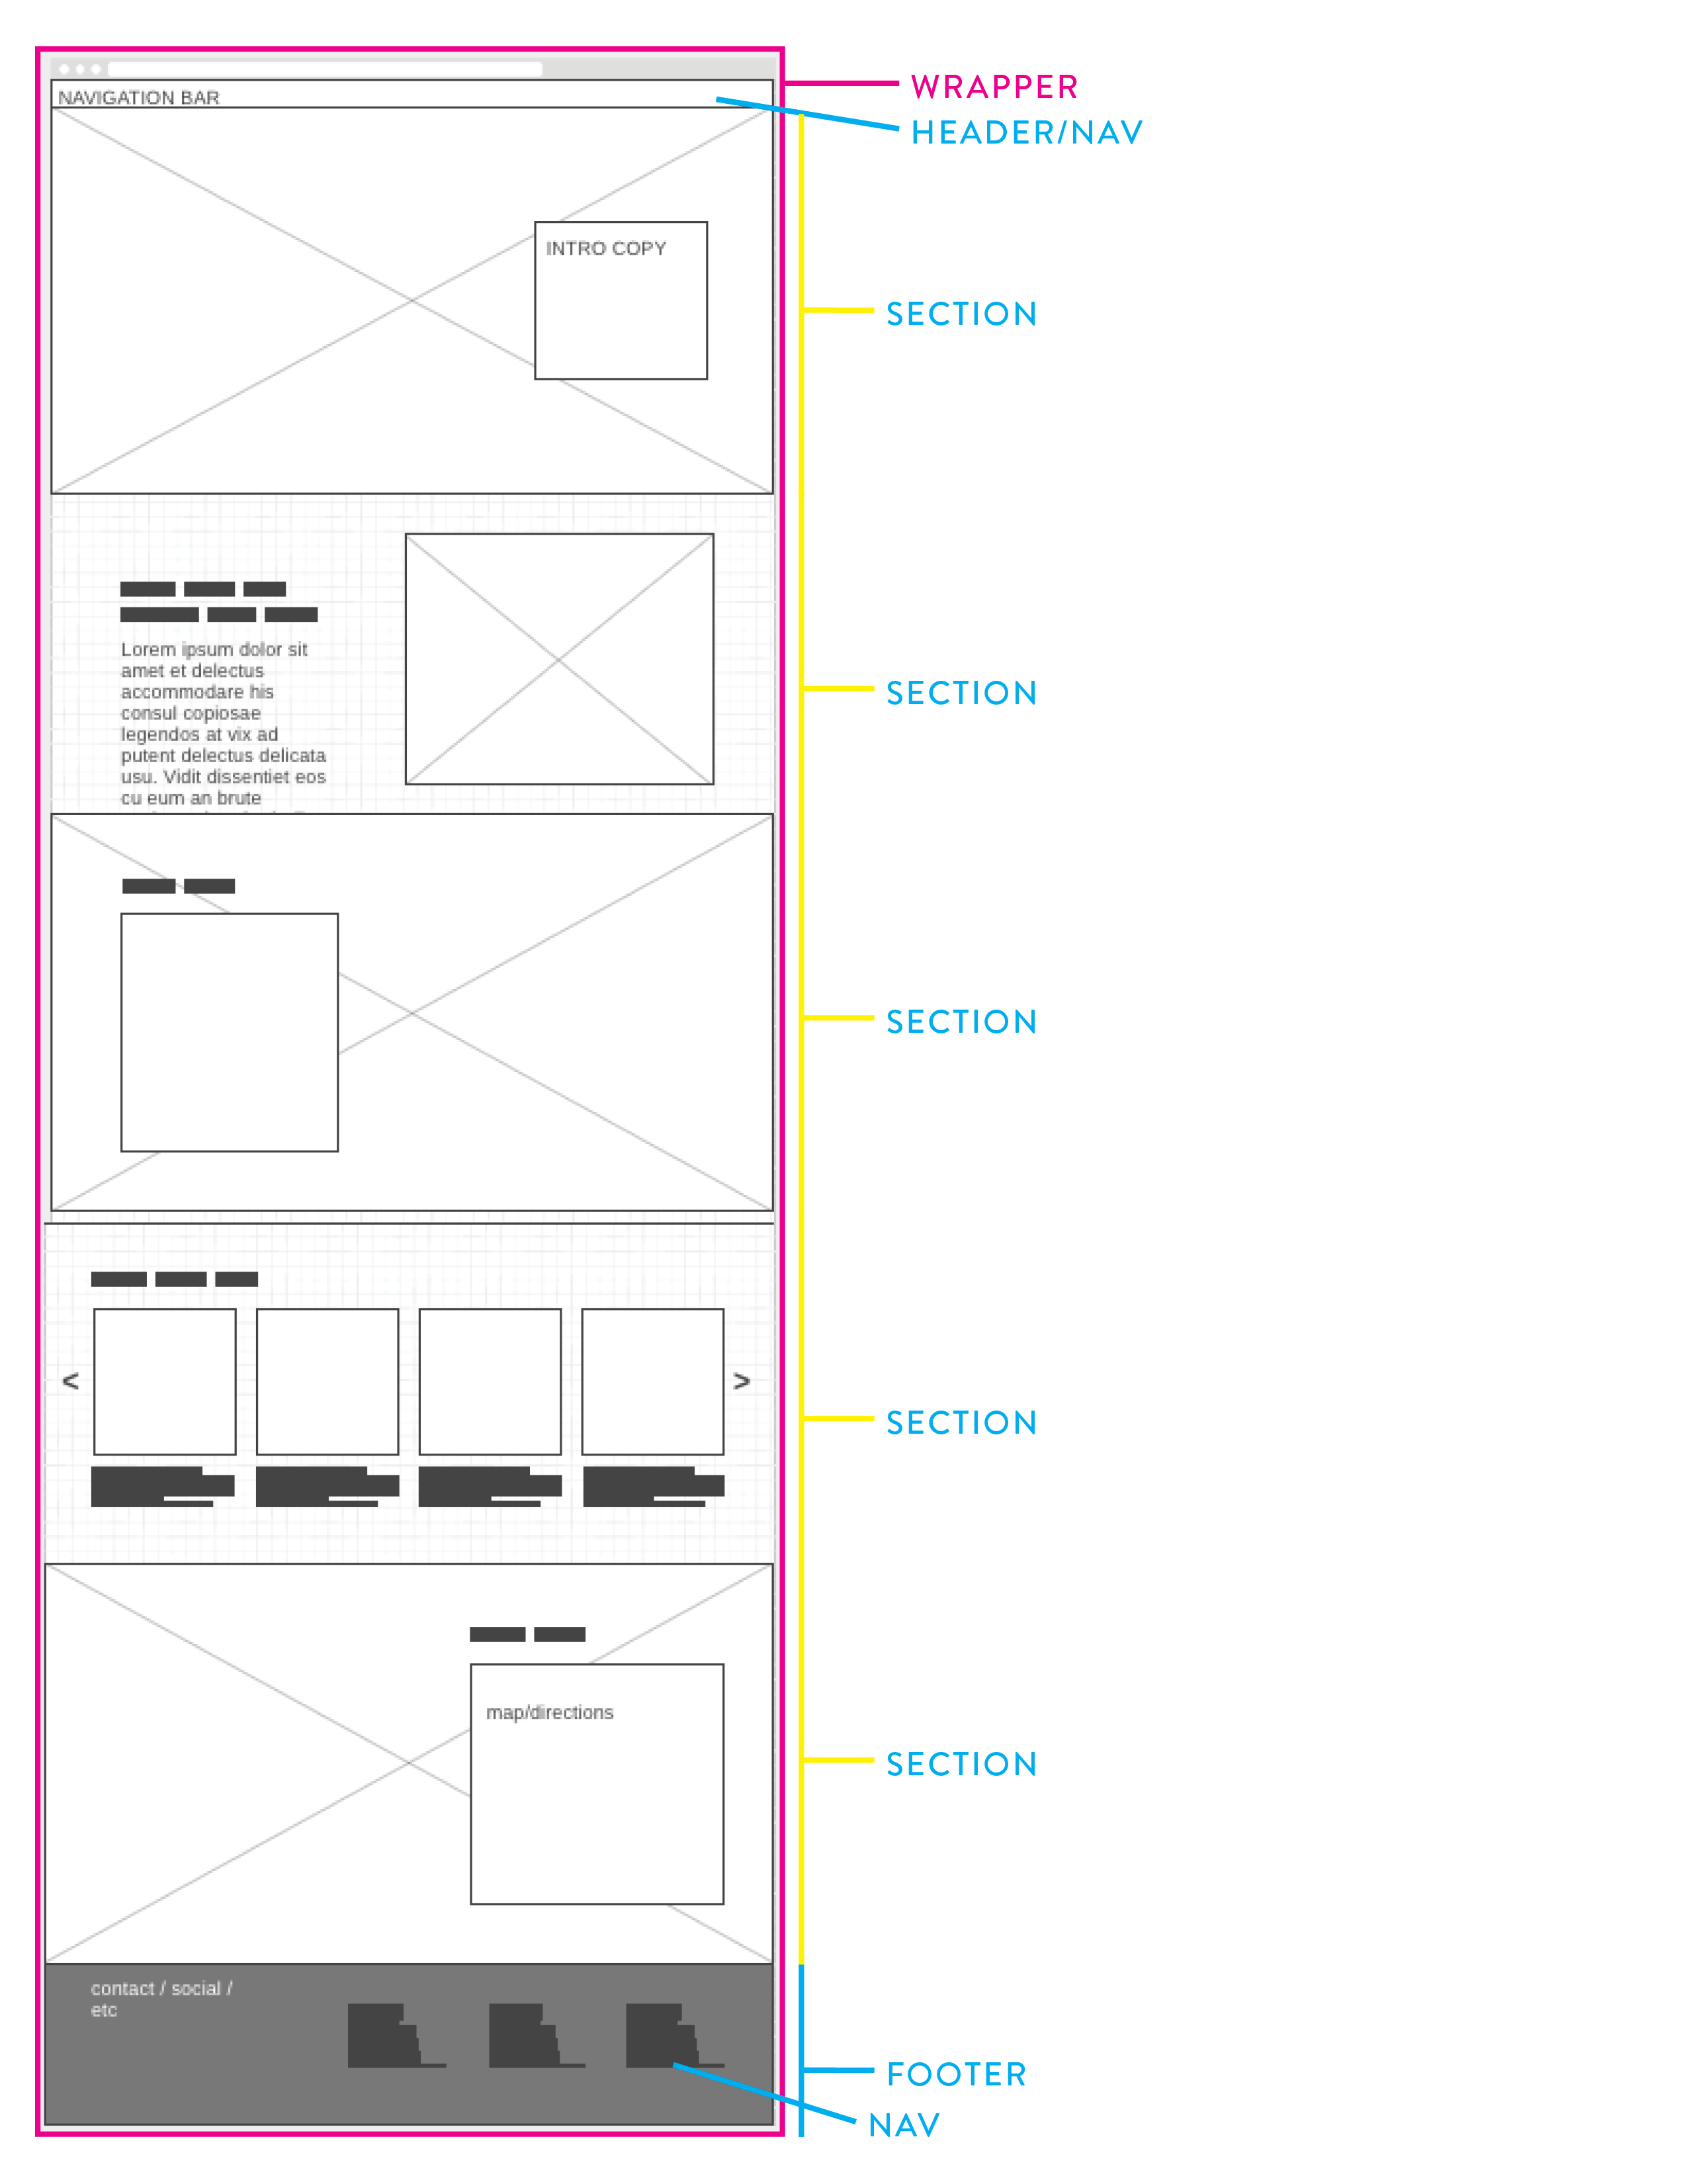 WRAPPER
NAVIGATION BAR
HEADER/NAV
INTRO COPY
SECTION
Lorem ipsum dolor sit
amet et delectus
accommodare his
consul copiosae
legendos at vix ad
putent delectus delicata
usu. Vidit dissentiet eos
cu eum an brute
SECTION
SECTION
<
>
SECTION
map/directions
SECTION
contact / social /
etc
FOOTER
NAV